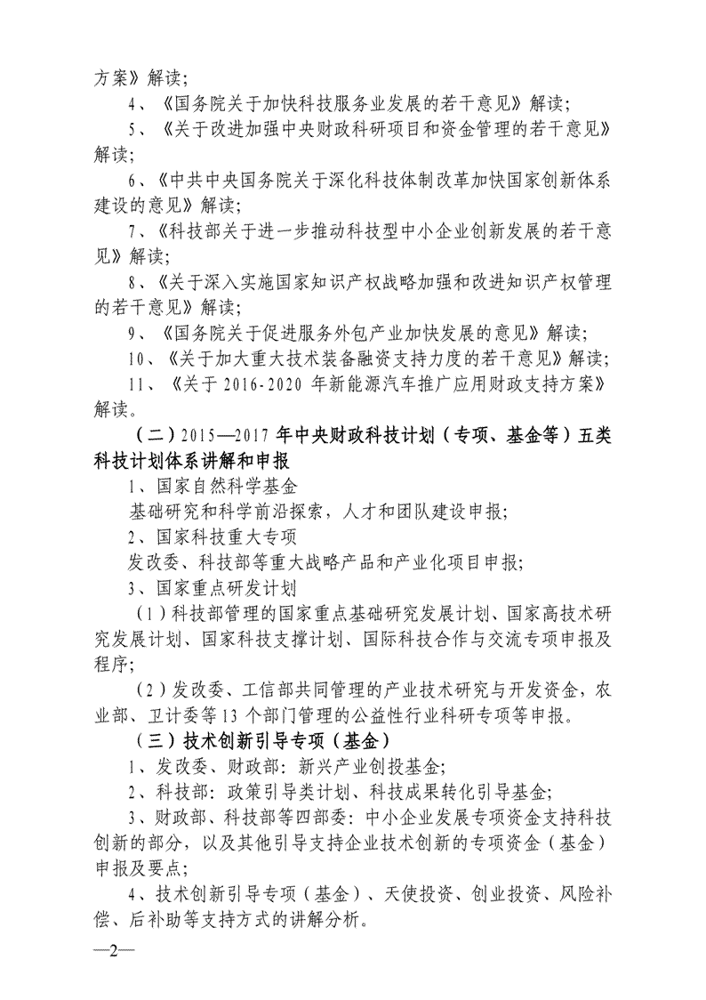 方案》解读；
4、《国务院关于加快科技服务业发展的若干意见》解读；
5、《关于改进加强中央财政科研项目和资金管理的若干意见》
解读；
6、《中共中央国务院关于深化科技体制改革加快国家创新体系
建设的意见》解读；
7、《科技部关于进一步推动科技型中小企业创新发展的若干意
见》解读；
8、《关于深入实施国家知识产权战略加强和改进知识产权管理
的若干意见》解读；
9、《国务院关于促进服务外包产业加快发展的意见》解读；
10、《关于加大重大技术装备融资支持力度的若干意见》解读；
11、《关于 2016-2020 年新能源汽车推广应用财政支持方案》
解读。
（二）2015—2017 年中央财政科技计划（专项、基金等）五类
科技计划体系讲解和申报
1、国家自然科学基金
基础研究和科学前沿探索，人才和团队建设申报；
2、国家科技重大专项
发改委、科技部等重大战略产品和产业化项目申报；
3、国家重点研发计划
（1）科技部管理的国家重点基础研究发展计划、国家高技术研
究发展计划、国家科技支撑计划、国际科技合作与交流专项申报及
程序；
（2）发改委、工信部共同管理的产业技术研究与开发资金，农
业部、卫计委等 13 个部门管理的公益性行业科研专项等申报。
（三）技术创新引导专项（基金）
1、发改委、财政部：新兴产业创投基金；
2、科技部：政策引导类计划、科技成果转化引导基金；
3、财政部、科技部等四部委：中小企业发展专项资金支持科技
创新的部分，以及其他引导支持企业技术创新的专项资金（基金）
申报及要点；
4、技术创新引导专项（基金）、天使投资、创业投资、风险补
偿、后补助等支持方式的讲解分析。
—2—